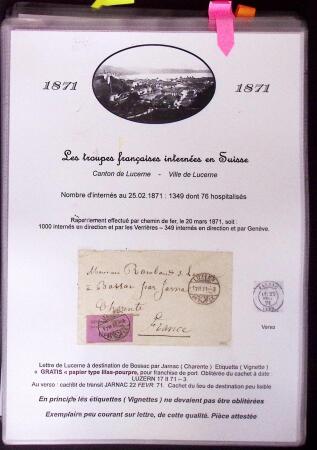 1871
1871
Les troupes françaises internées en Suisse
Canton de Lucerne - Ville de Lucerne
Nombre d'internés au 25.02.1871 : 1349 dont 76 hospitalisés
Rapatriement effectué par chemin de fer, le 20 mars 1871, soit :
1000 internés en direction et par les Verrières – 349 internés en direction et par Genève.
Monsieur
à Bossac par Jarnac
Charente
France
Verso
Lettre de Lucerne à destination de Bossac par Jarnac ( Charente ) Etiquette ( Vignette )
« GRATIS « papier type lilas-pourpre, pour franchise de port. Oblitérée du cachet à date
LUZERN 17 II 71 - 3
Au verso : cachet de transit JARNAC 22 FEVR 71. Cachet du lieu de destination peu lisible
En principe les étiquettes ( Vignettes ) ne devaient pas être oblitérées
Exemplaire peu courant sur lettre, de cette qualité. Pièce attestée